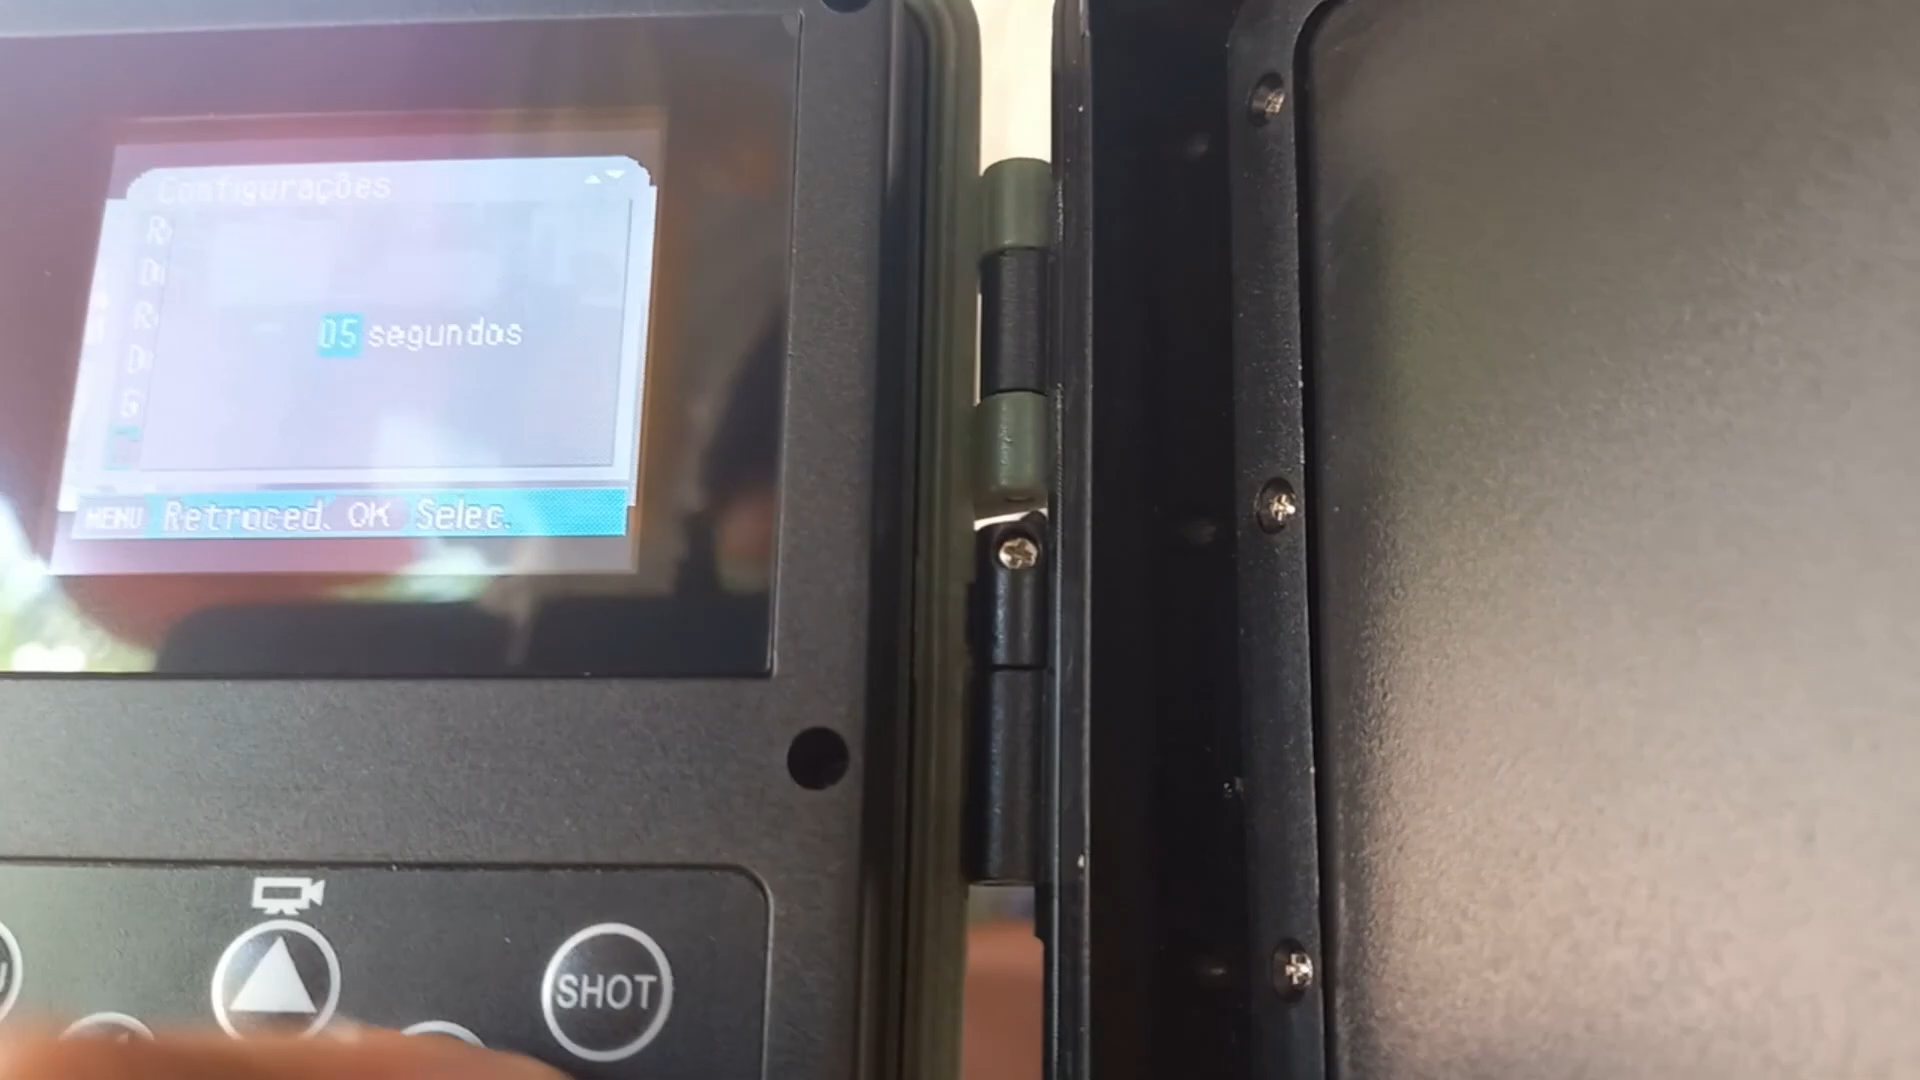 Configurações
R
D
R
D
G
05 segundos
MENU Retroced. OK Selec.
SHOT